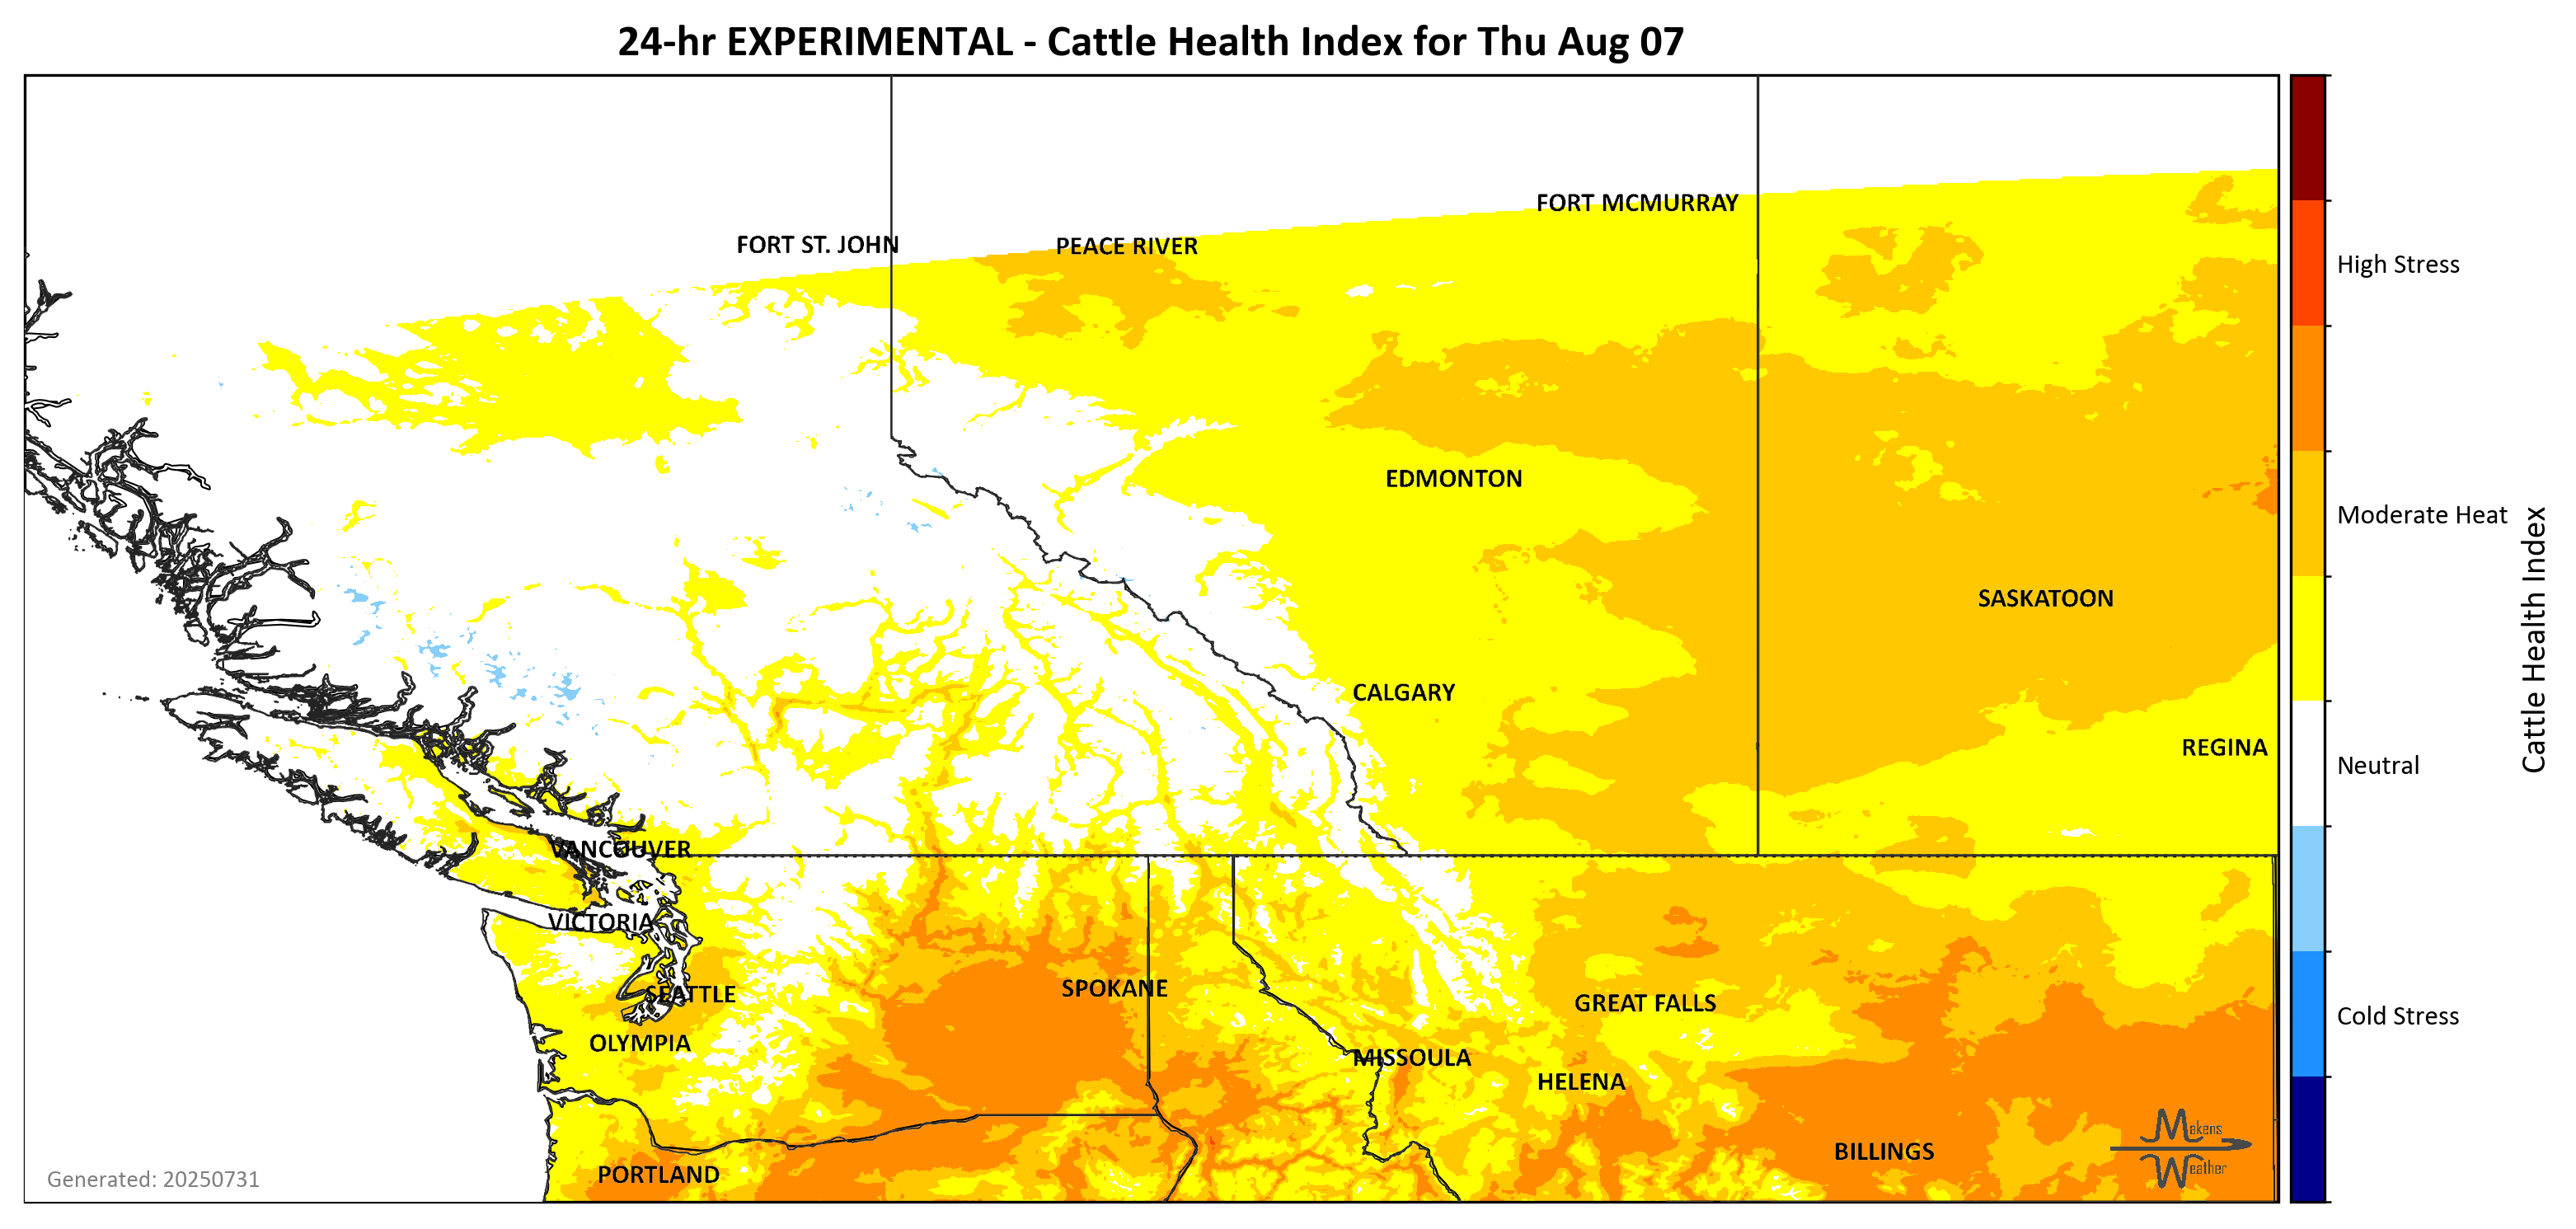 24-hr EXPERIMENTAL - Cattle Health Index for Thu Aug 07
FORT MCMURRAY
FORT ST. JOHN
PEACE RIVER
High Stress
EDMONTON
Moderate Heat
SASKATOON
CALGARY
Cattle Health Index
REGINA
Neutral
VANCOUVER
VICTORIA
SPOKANE
SEATTLE
GREAT FALLS
Cold Stress
OLYMPIA
MISSOULA
HELENA
Makens
BILLINGS
Weather
PORTLAND
Generated: 20250731